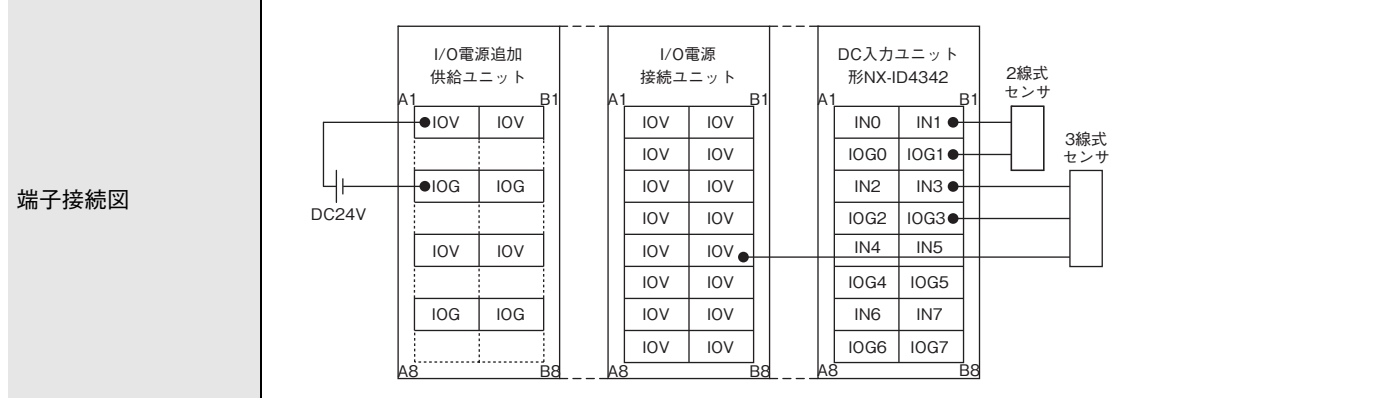 端子接続図
I/O電源追加
供給ユニット
A1 B1
IOV IOV
IOG IOG
IOV IOV
IOG IOG
A8 B8
DC24V
I/O電源
接続ユニット
A1 B1
IOV IOV
IOV IOV
IOV IOV
IOV IOV
IOV IOV
IOV IOV
IOV IOV
IOV IOV
A8 B8
DC入力ユニット
形NX-ID4342
A1 B1
IN0 IN1
IOG0 IOG1
IN2 IN3
IOG2 IOG3
IN4 IN5
IOG4 IOG5
IN6 IN7
IOG6 IOG7
A8 B8
2線式
センサ
3線式
センサ